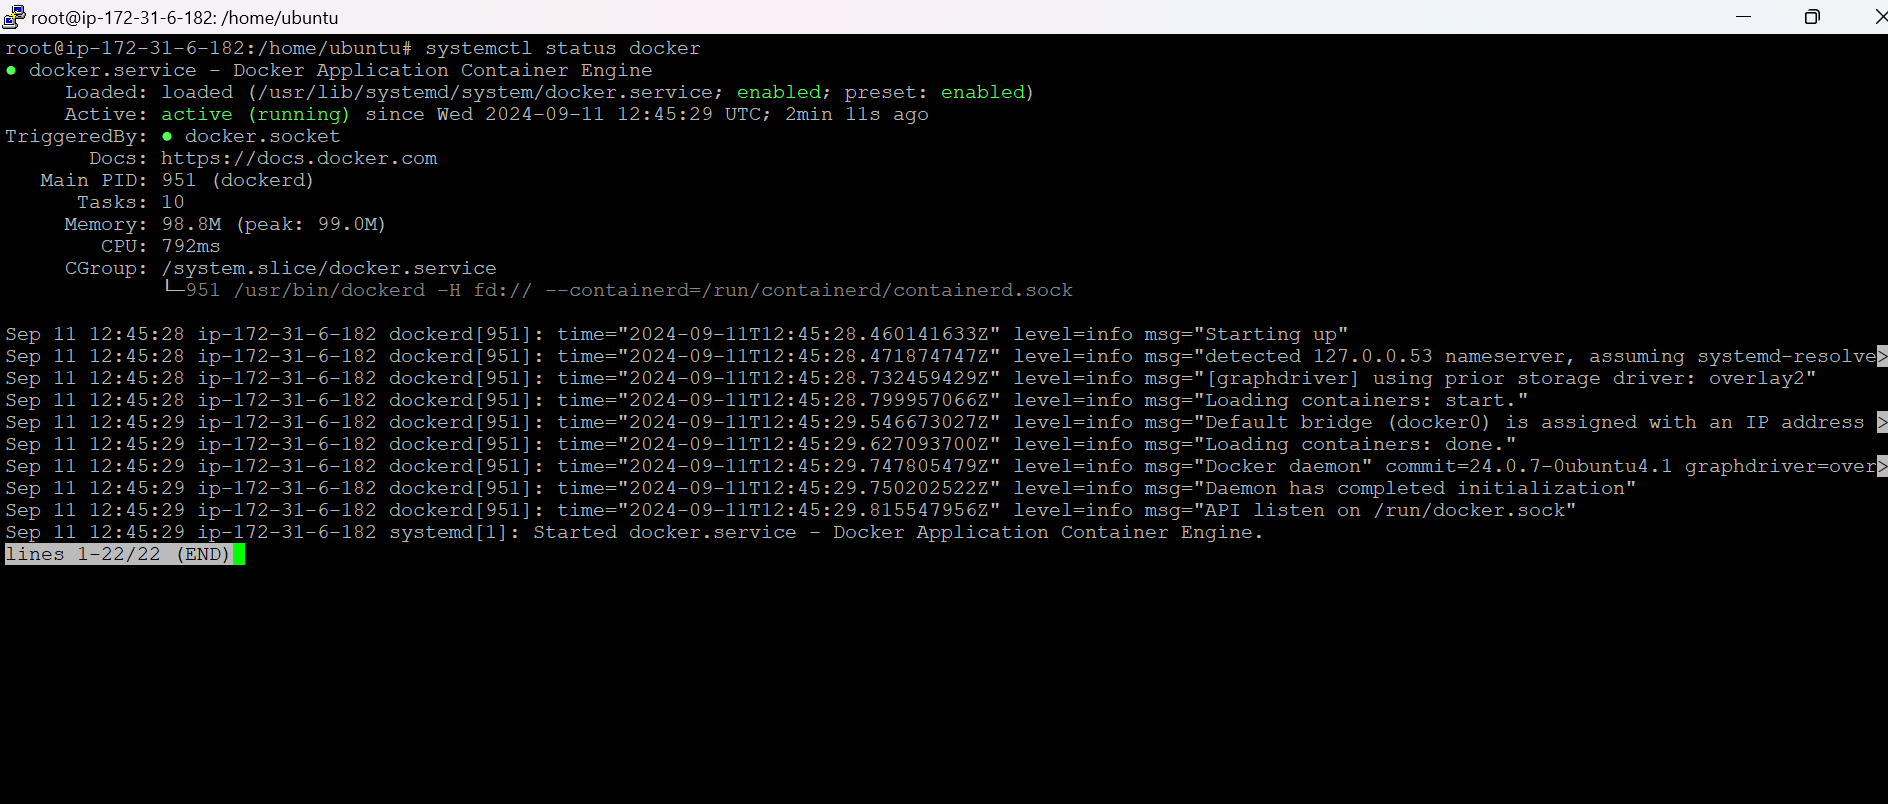 root@ip-172-31-6-182: /home/ubuntu
root@ip-172-31-6-182:/home/ubuntu# systemctl status docker
● docker.service - Docker Application Container Engine
     Loaded: loaded (/usr/lib/systemd/system/docker.service; enabled; preset: enabled)
     Active: active (running) since Wed 2024-09-11 12:45:29 UTC; 2min 11s ago
TriggeredBy: ● docker.socket
       Docs: https://docs.docker.com
   Main PID: 951 (dockerd)
      Tasks: 10
     Memory: 98.8M (peak: 99.0M)
        CPU: 792ms
     CGroup: /system.slice/docker.service
             └─951 /usr/bin/dockerd -H fd:// --containerd=/run/containerd/containerd.sock
Sep 11 12:45:28 ip-172-31-6-182 dockerd[951]: time="2024-09-11T12:45:28.460141633Z" level=info msg="Starting up"
Sep 11 12:45:28 ip-172-31-6-182 dockerd[951]: time="2024-09-11T12:45:28.471874747Z" level=info msg="detected 127.0.0.53 nameserver, assuming systemd-resolve>
Sep 11 12:45:28 ip-172-31-6-182 dockerd[951]: time="2024-09-11T12:45:28.732459429Z" level=info msg="[graphdriver] using prior storage driver: overlay2"
Sep 11 12:45:28 ip-172-31-6-182 dockerd[951]: time="2024-09-11T12:45:28.799957066Z" level=info msg="Loading containers: start."
Sep 11 12:45:29 ip-172-31-6-182 dockerd[951]: time="2024-09-11T12:45:29.546673027Z" level=info msg="Default bridge (docker0) is assigned with an IP address >
Sep 11 12:45:29 ip-172-31-6-182 dockerd[951]: time="2024-09-11T12:45:29.627093700Z" level=info msg="Loading containers: done."
Sep 11 12:45:29 ip-172-31-6-182 dockerd[951]: time="2024-09-11T12:45:29.747805479Z" level=info msg="Docker daemon" commit=24.0.7-0ubuntu4.1 graphdriver=over>
Sep 11 12:45:29 ip-172-31-6-182 dockerd[951]: time="2024-09-11T12:45:29.750202522Z" level=info msg="Daemon has completed initialization"
Sep 11 12:45:29 ip-172-31-6-182 dockerd[951]: time="2024-09-11T12:45:29.815547956Z" level=info msg="API listen on /run/docker.sock"
Sep 11 12:45:29 ip-172-31-6-182 systemd[1]: Started docker.service - Docker Application Container Engine.
lines 1-22/22 (END)